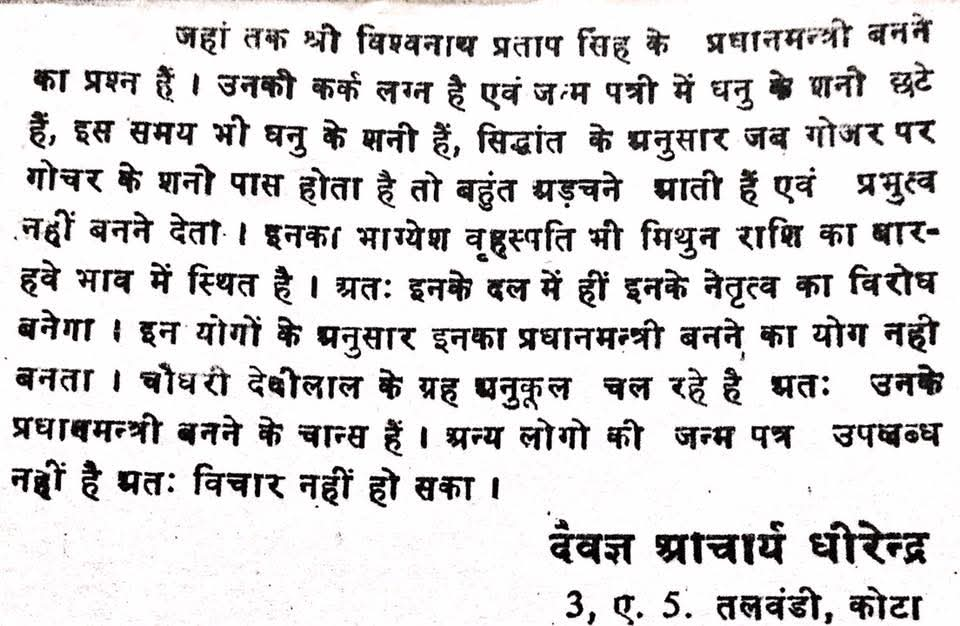 जहां तक श्री विश्वनाथ प्रताप सिंह के प्रधानमन्त्री बनने
का प्रश्न हैं । उनकी कर्क लग्न है एवं जन्म पत्री में धनु के शनी छटे
हैं, इस समय भी धनु के शनी हैं, सिद्धांत के अनुसार जब गोजर पर
गोचर के शनी पास होता है तो बहुंत अड़चने आती हैं एवं प्रभुत्व
नहीं बनने देता । इनका भाग्येश वृहस्पति भी मिथुन राशि का बार-
हवे भाव में स्थित है । अतः इनके दल में हीं इनके नेतृत्व का विरोध
बनेगा । इन योगों के अनुसार इनका प्रधानमन्त्री बनने का योग नही
बनता । चौधरी देवीलाल के ग्रह अनुकूल चल रहे है अतः उनके
प्रधानमन्त्री बनने के चान्स हैं । अन्य लोगो की जन्म पत्र उपलब्ध
नहीं है अतः विचार नहीं हो सका ।
दैवज्ञ आचार्य धीरेन्द्र
3, ए. 5. तलवंडी, कोटा